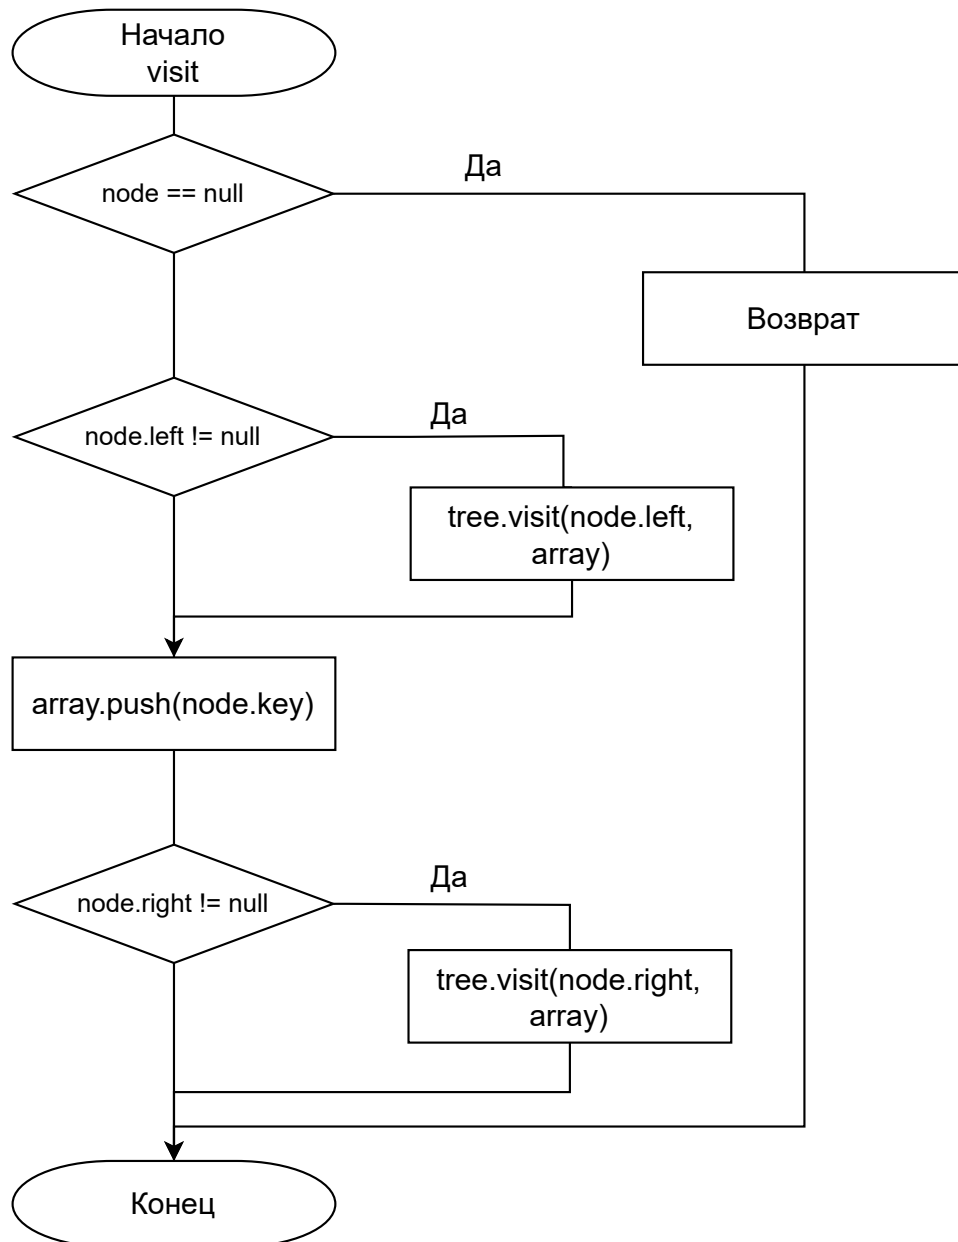 Начало
visit
node == null
Да
Возврат
node.left != null
Да
tree.visit(node.left,
array)
array.push(node.key)
node.right != null
Да
tree.visit(node.right,
array)
Конец